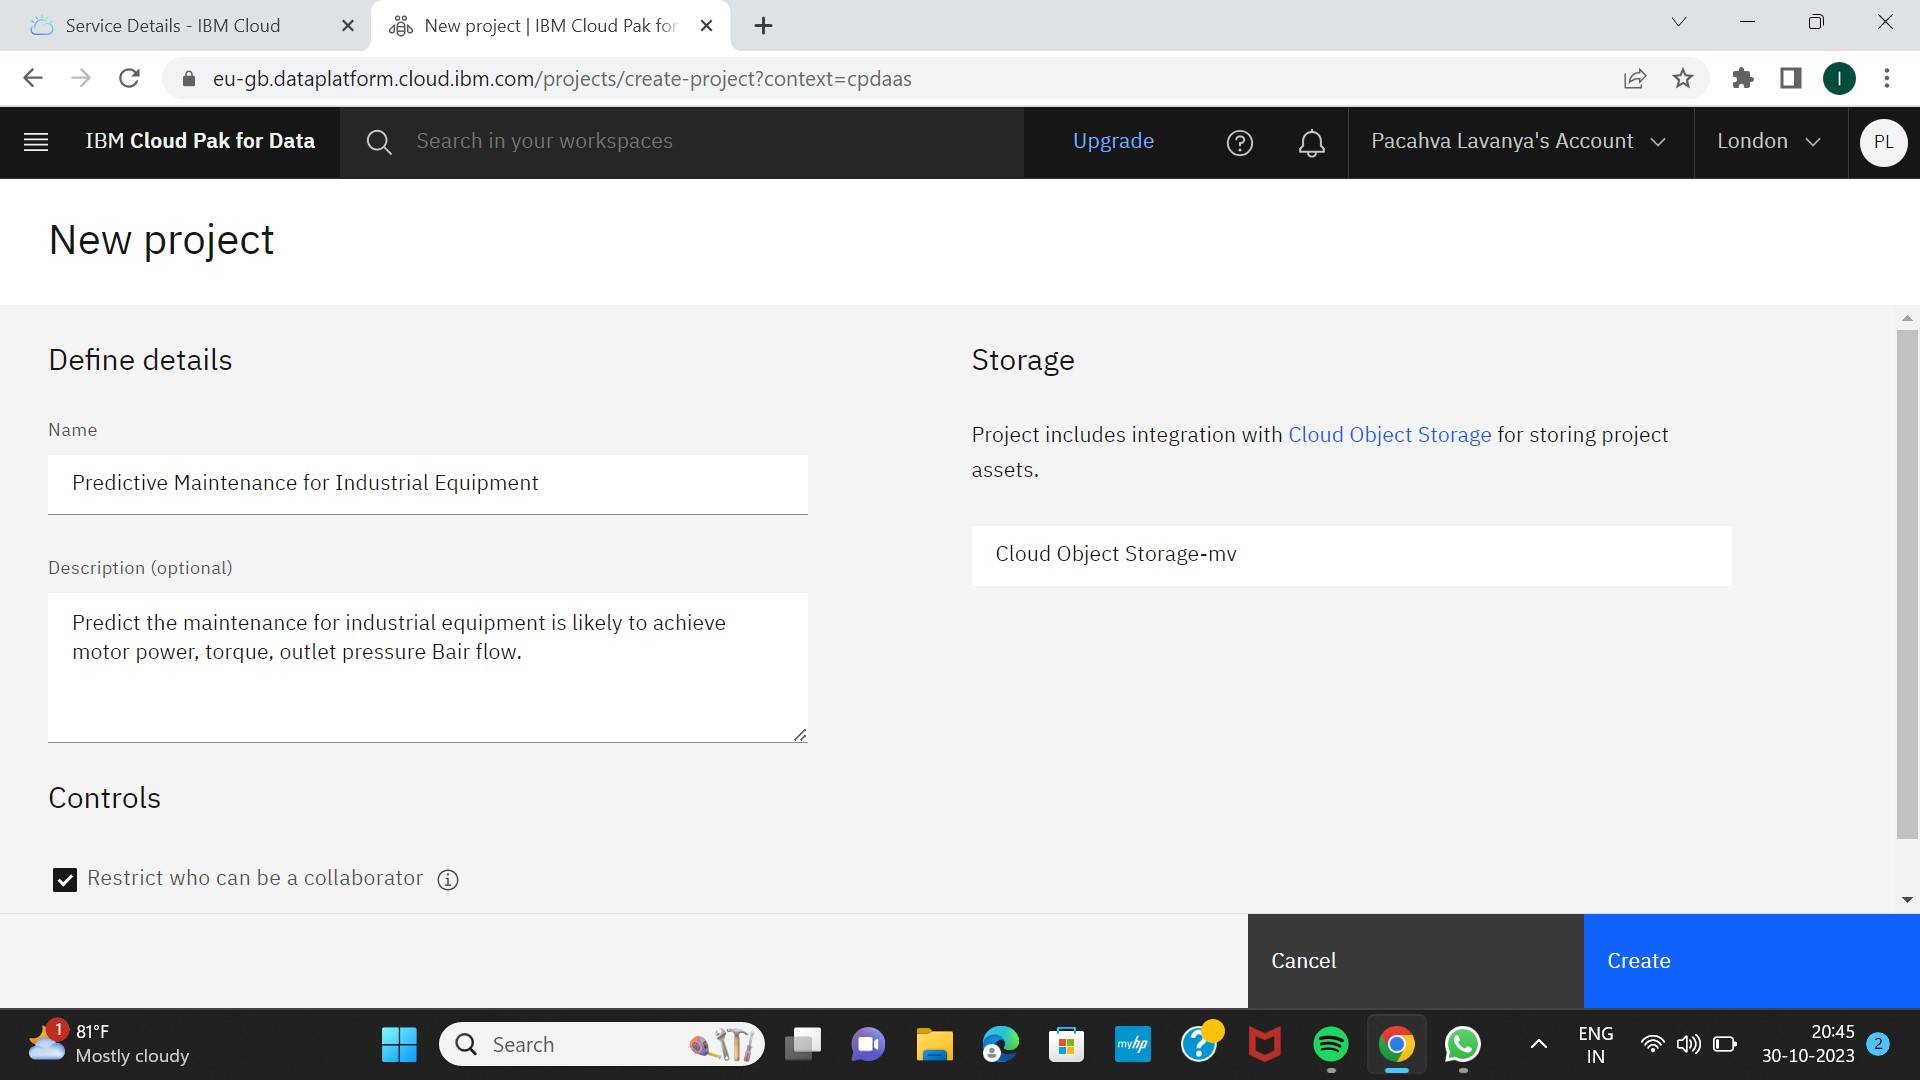 Service Details - IBM Cloud
New project | IBM Cloud Pak for
eu-gb.dataplatform.cloud.ibm.com/projects/create-project?context=cpdaas
I
IBM Cloud Pak for Data
Search in your workspaces
Upgrade
Pacahva Lavanya's Account
London
PL
New project
Define details
Name
Predictive Maintenance for Industrial Equipment
Description (optional)
Predict the maintenance for industrial equipment is likely to achieve
motor power, torque, outlet pressure Bair flow.
Controls
Restrict who can be a collaborator
Storage
Project includes integration with Cloud Object Storage for storing project
assets.
Cloud Object Storage-mv
Cancel
Create
1
81°F
Mostly cloudy
Search
myhp
ENG
IN
20:45
30-10-2023
2